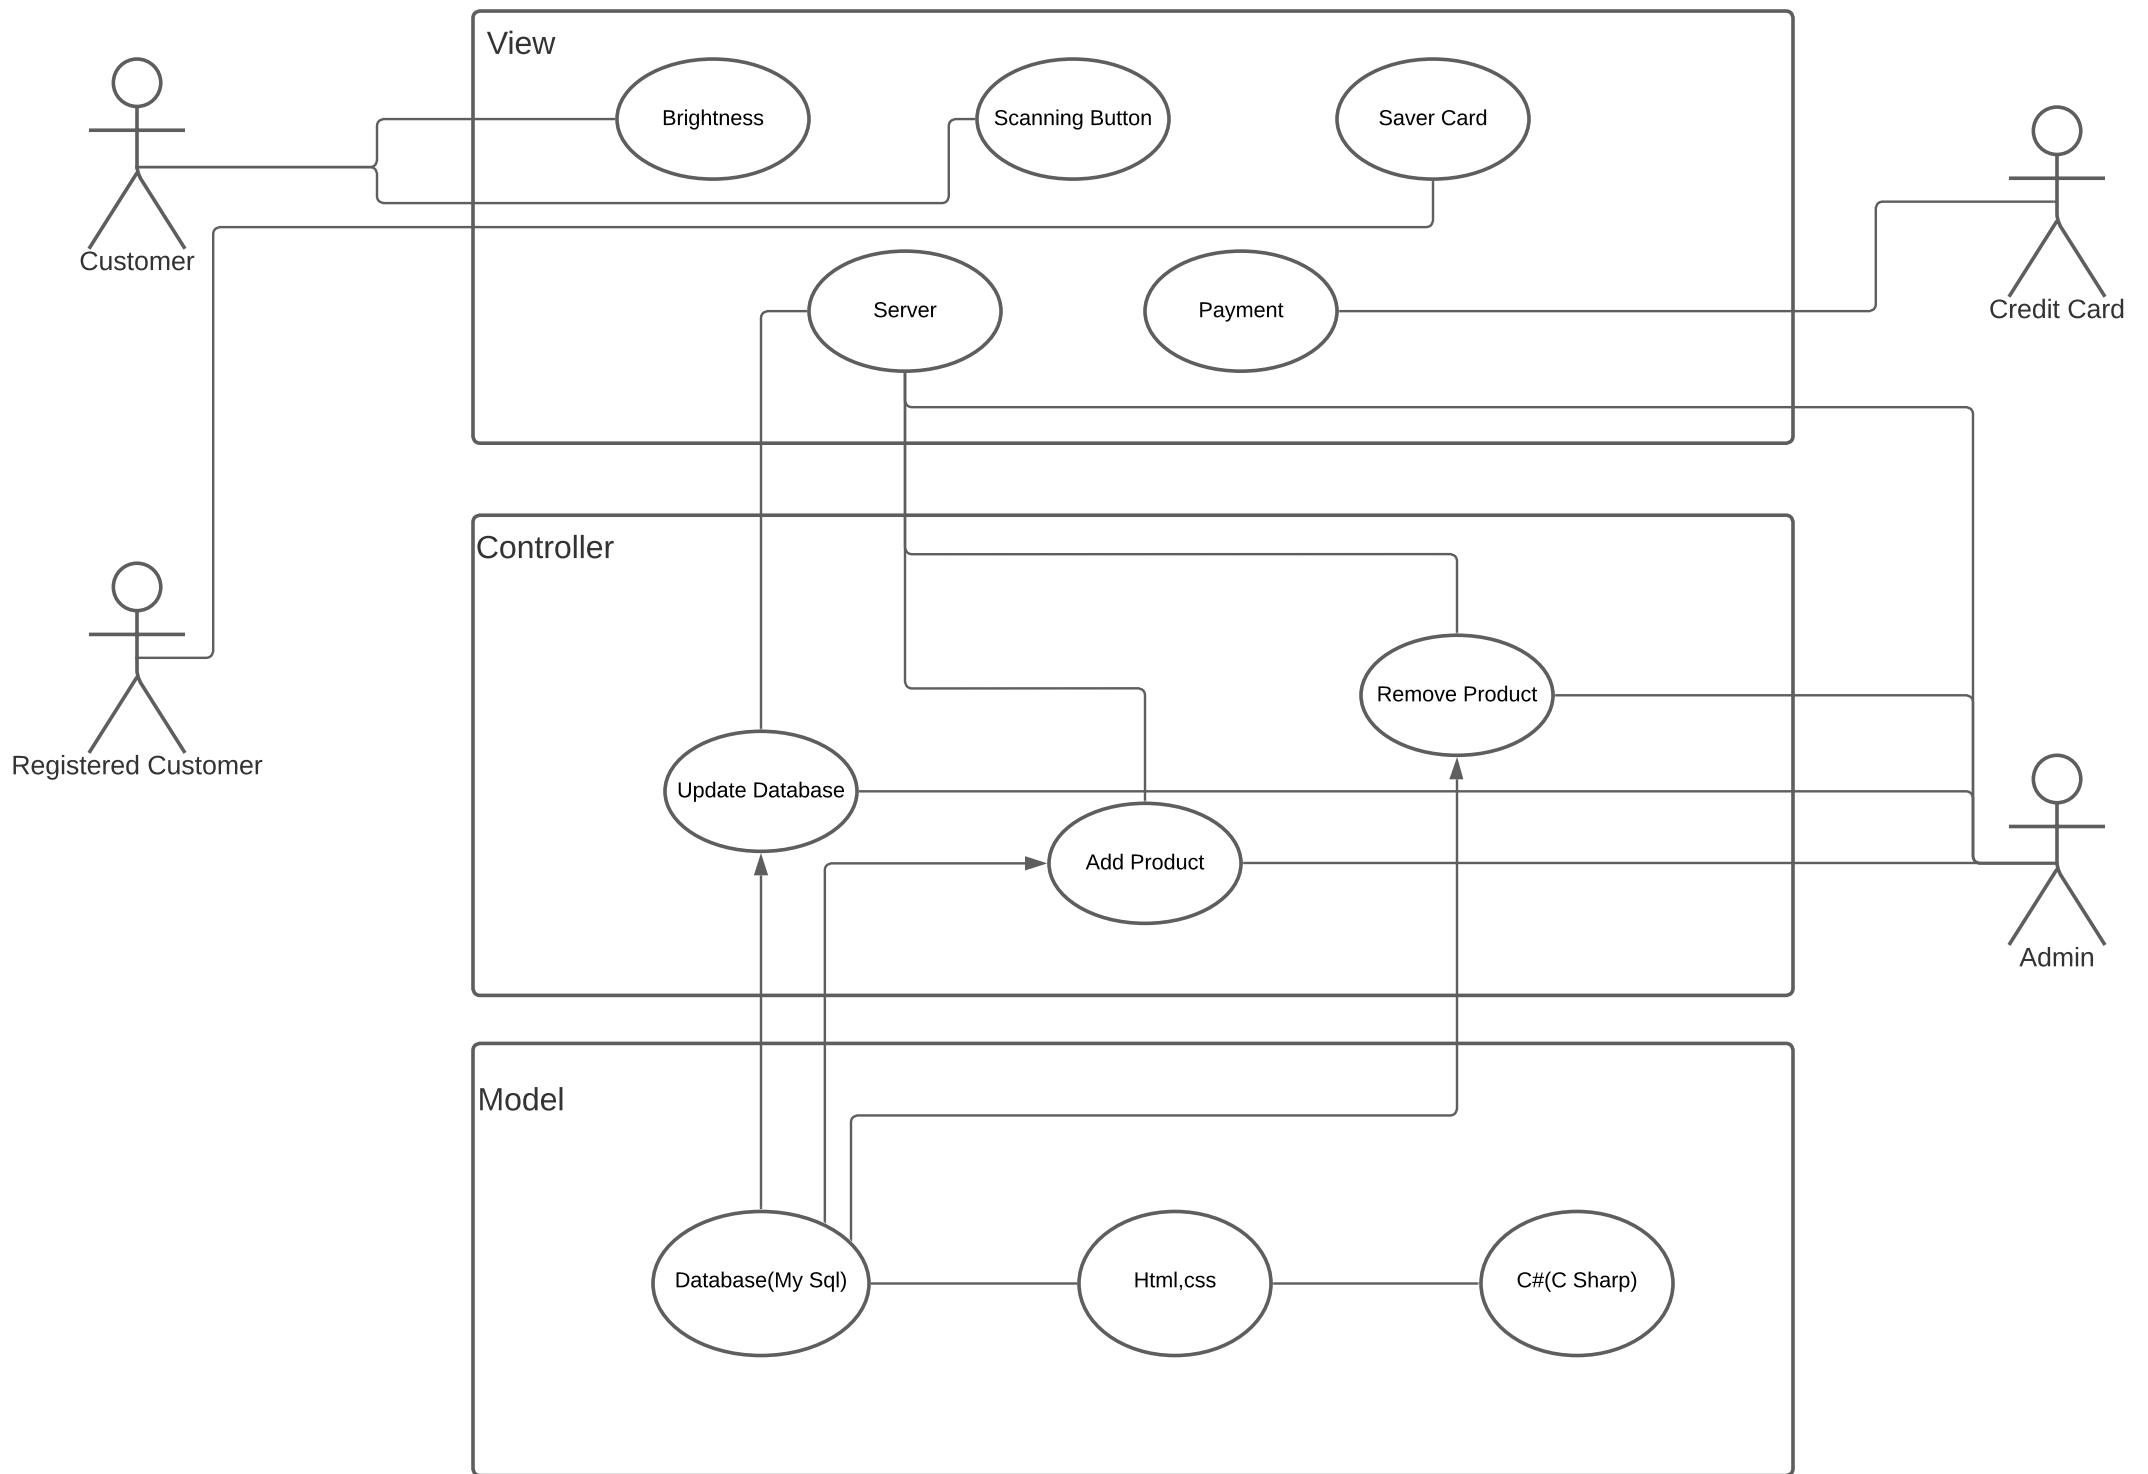 View
Brightness
Scanning Button
Saver Card
Customer
Server
Payment
Credit Card
Controller
Remove Product
Registered Customer
Update Database
Add Product
Admin
Model
Database(My Sql)
Html,css
C#(C Sharp)